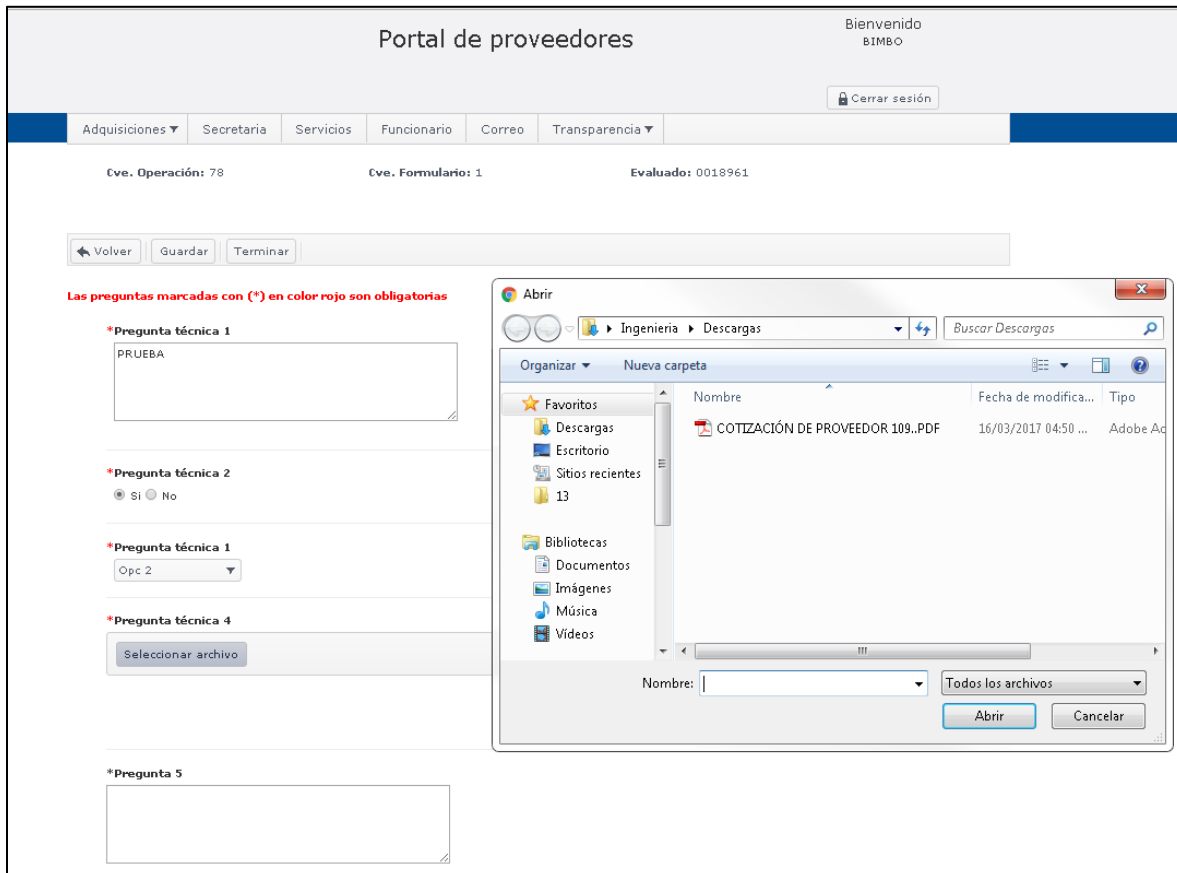 Portal de proveedores
Bienvenido
BIMBO
Cerrar sesión
Adquisiciones Secretaria Servicios Funcionario Correo Transparencia
Cve. Operación: 78 Cve. Formulario: 1 Evaluado: 0018961
Volver Guardar Terminar
Las preguntas marcadas con (*) en color rojo son obligatorias
*Pregunta técnica 1
PRUEBA
*Pregunta técnica 2
Si No
*Pregunta técnica 1
Opc 2
*Pregunta técnica 4
Seleccionar archivo
*Pregunta 5
Abrir
Ingenieria Descargas Buscar Descargas
Organizar Nueva carpeta
Favoritos
Descargas
Escritorio
Sitios recientes
13
Bibliotecas
Documentos
Imágenes
Música
Vídeos
Nombre Fecha de modifica... Tipo
COTIZACIÓN DE PROVEEDOR 109..PDF 16/03/2017 04:50 ... Adobe Ac
Nombre: Todos los archivos
Abrir Cancelar